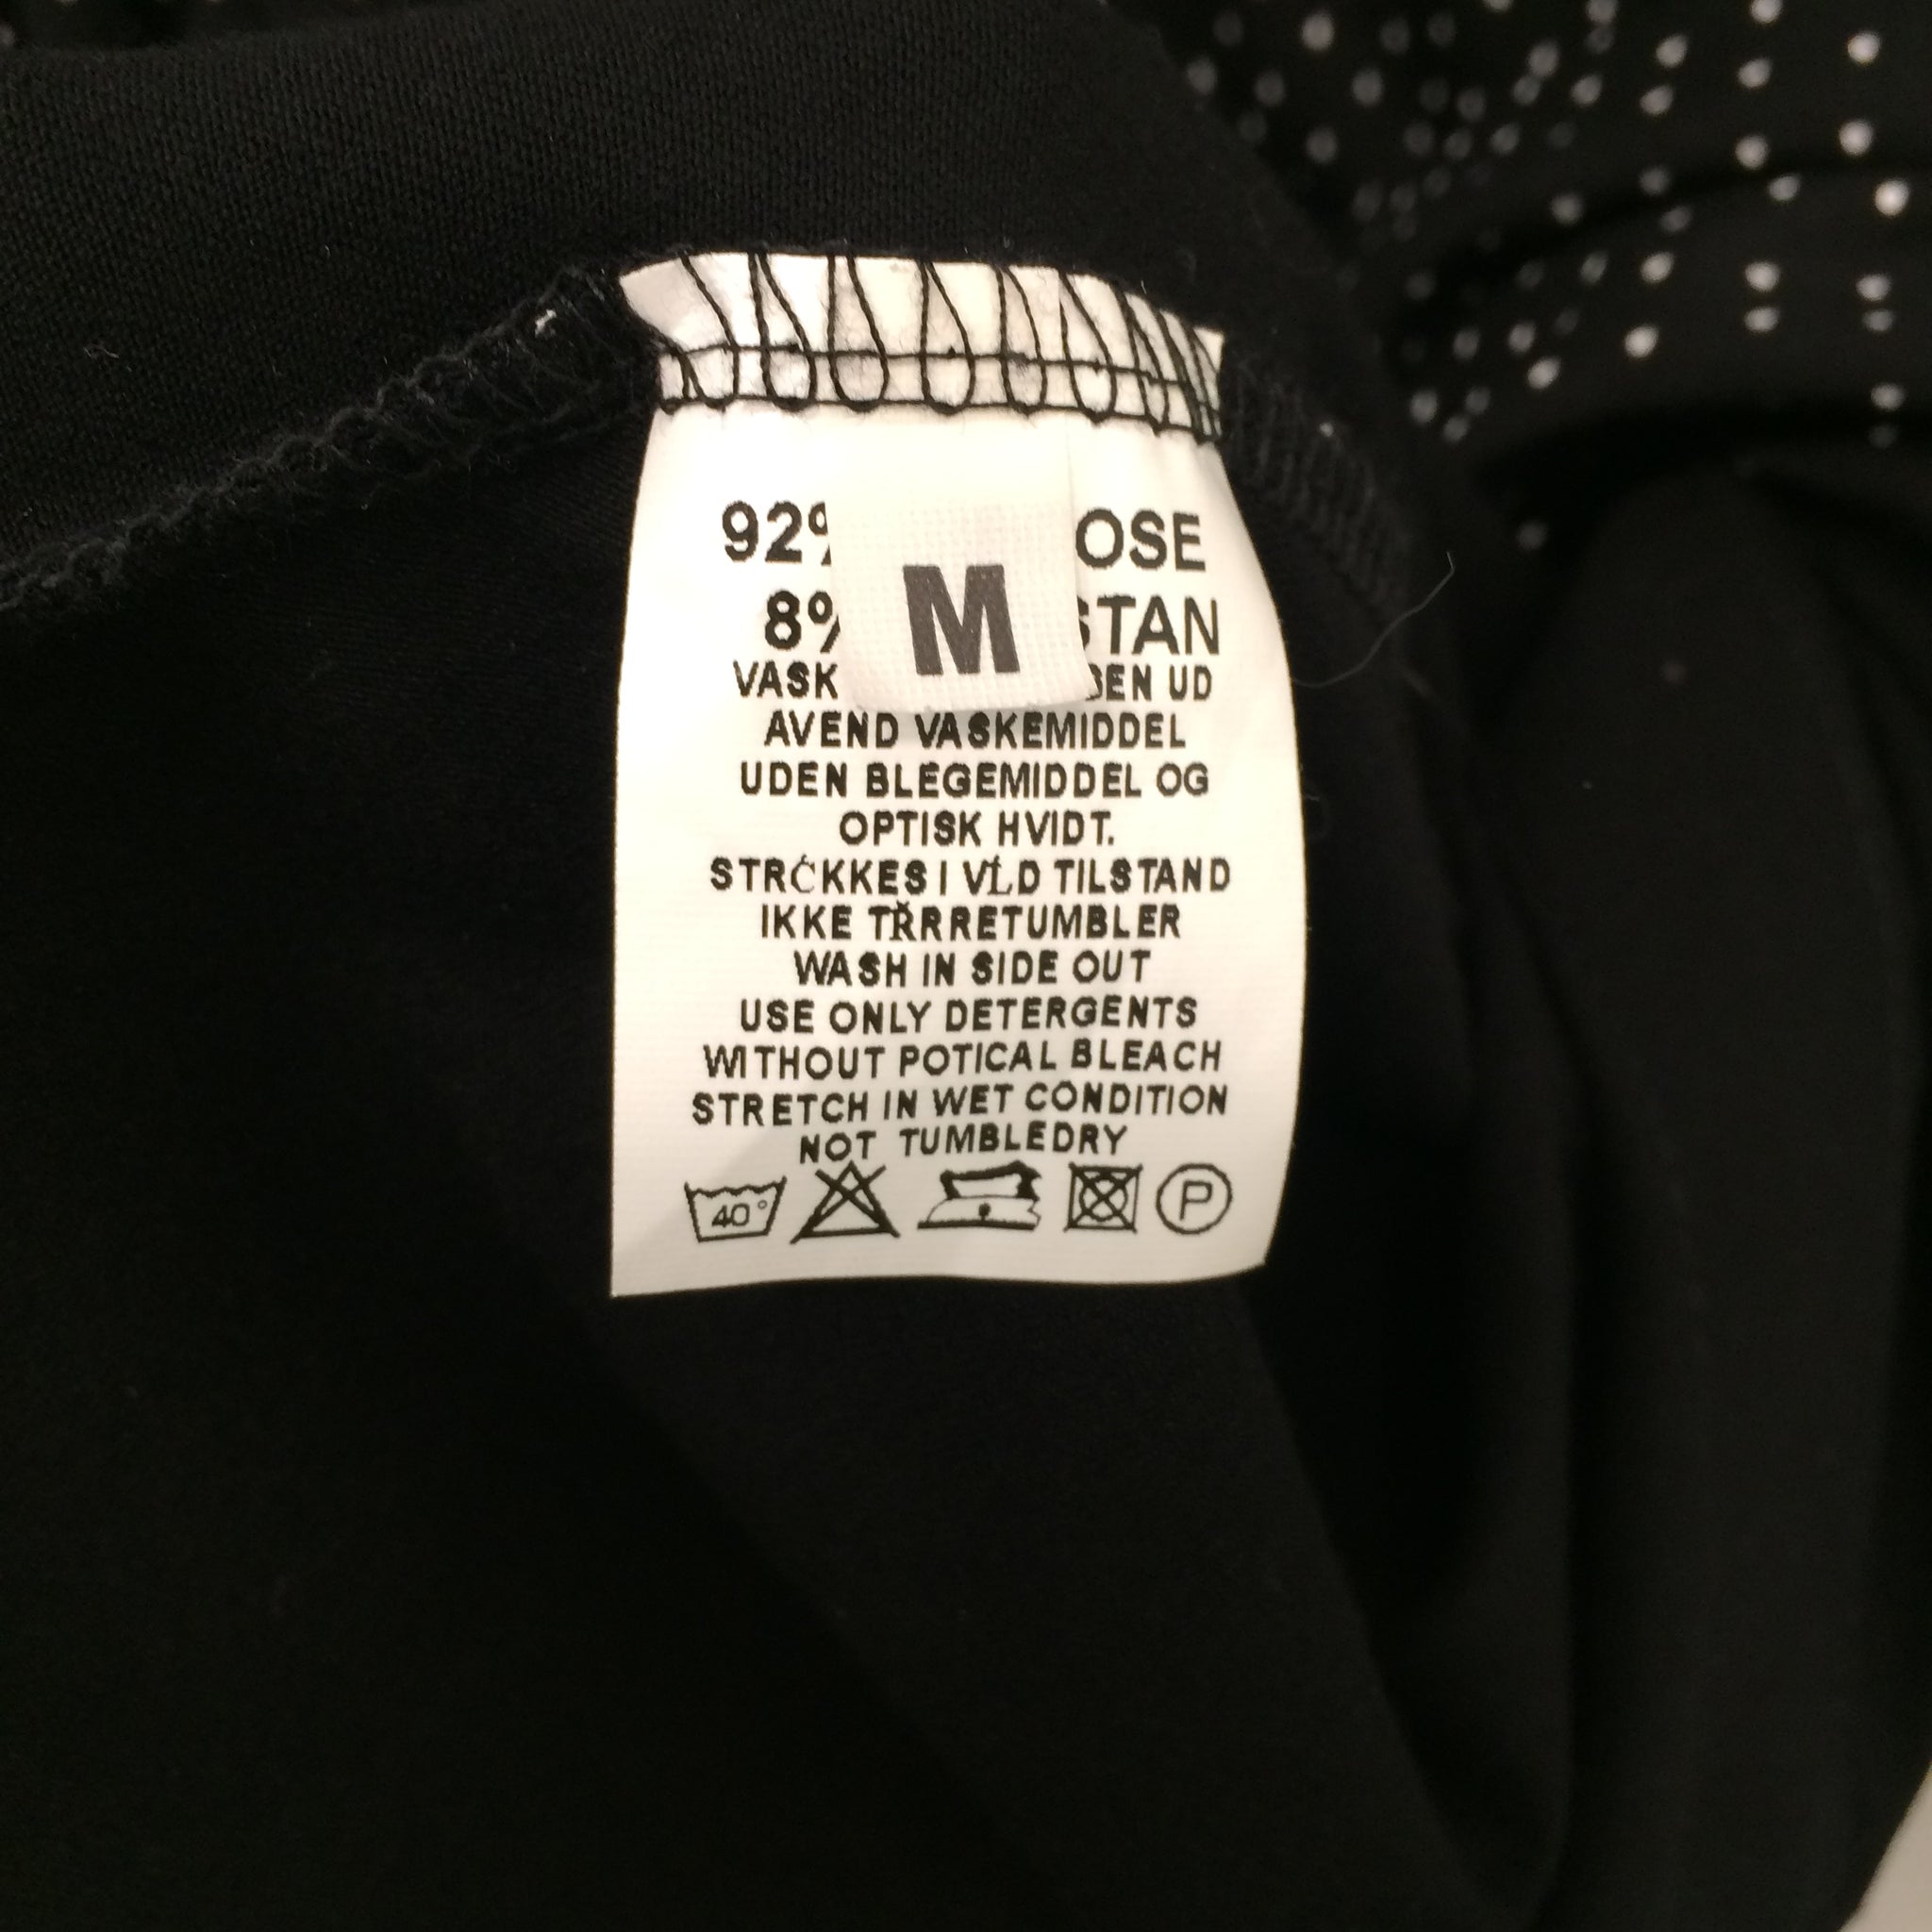 92%
OSE
M
8%
STAN
VASK
GEN UD
AVEND VASKEMIDDEL
UDEN BLEGEMIDDEL OG
OPTISK HVIDT.
STRĆKKES I VĹD TILSTAND
IKKE TŘRRETUMBLER
WASH IN SIDE OUT
USE ONLY DETERGENTS
WITHOUT POTICAL BLEACH
STRETCH IN WET CONDITION
NOT TUMBLEDRY
40°
P